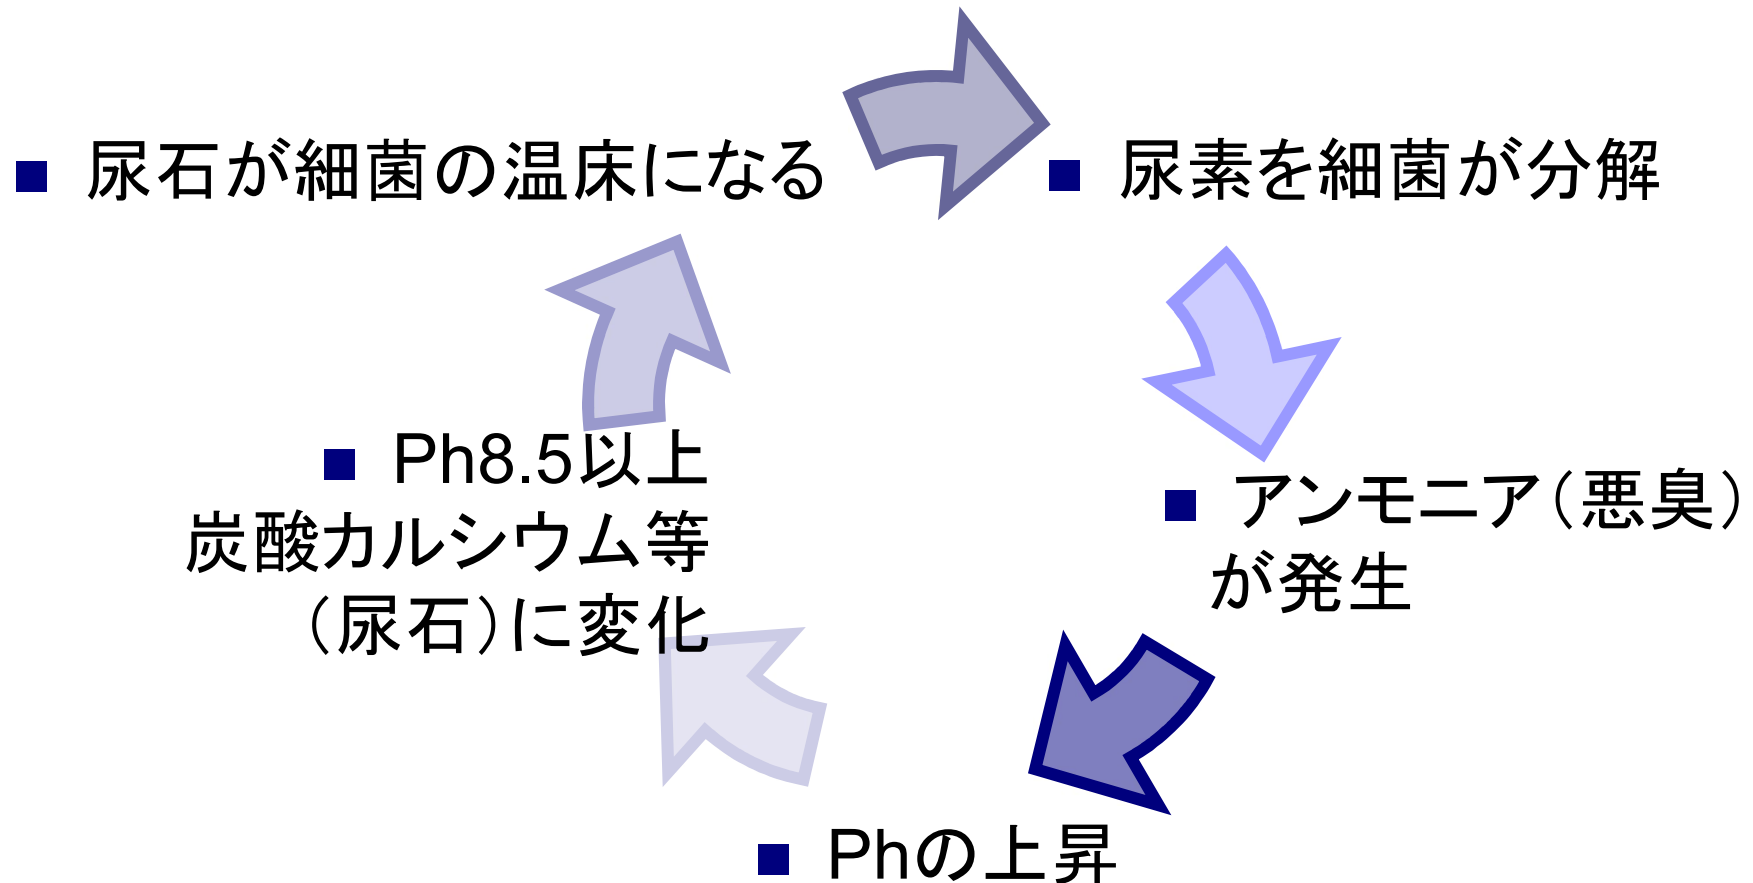 ■ 尿石が細菌の温床になる
■ 尿素を細菌が分解
■ アンモニア（悪臭）
が発生
■ Phの上昇
■ Ph8.5以上
炭酸カルシウム等
（尿石）に変化